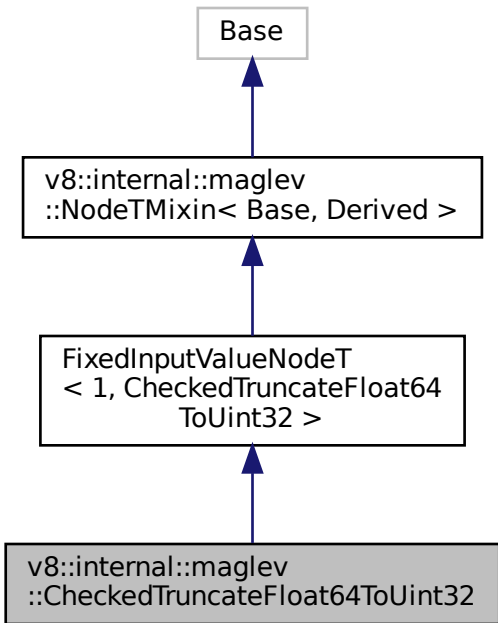 Base
v8::internal::maglev
::NodeTMixin< Base, Derived >
FixedInputValueNodeT
< 1, CheckedTruncateFloat64
ToUint32 >
v8::internal::maglev
::CheckedTruncateFloat64ToUint32